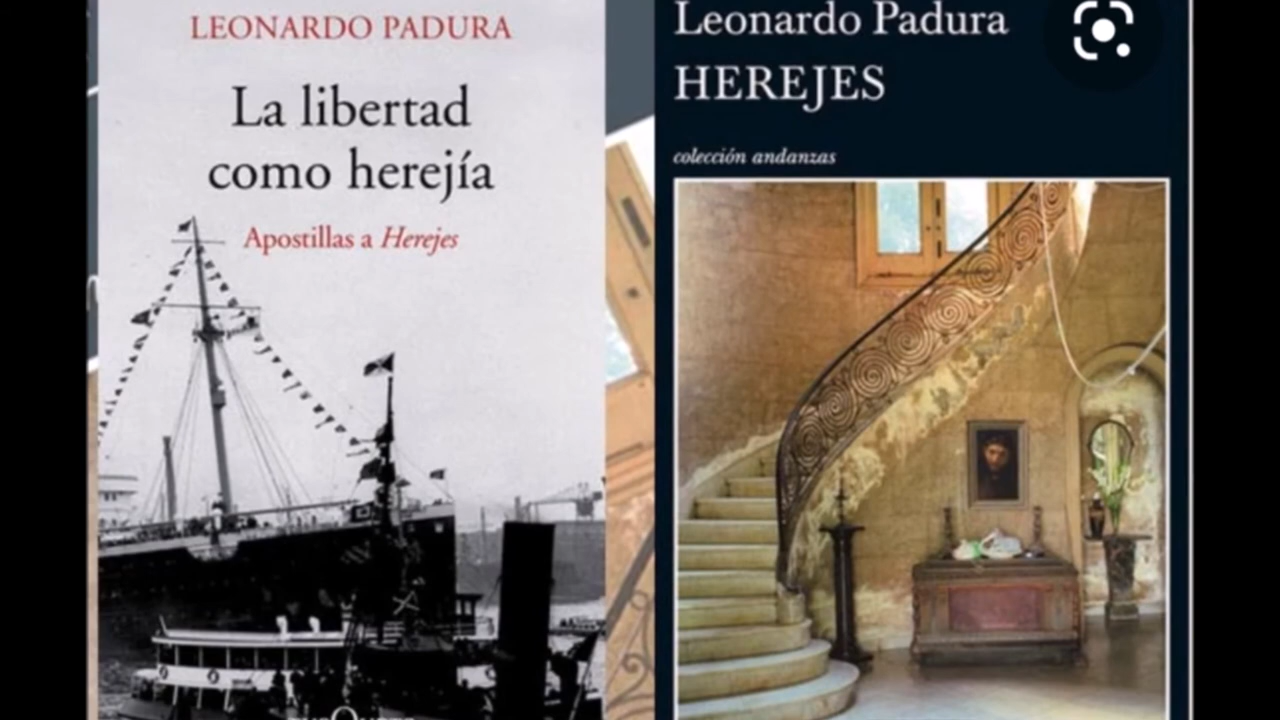 LEONARDO PADURA
La libertad
como herejía
Apostillas a Herejes
Leonardo Padura
HEREJES
colección andanzas